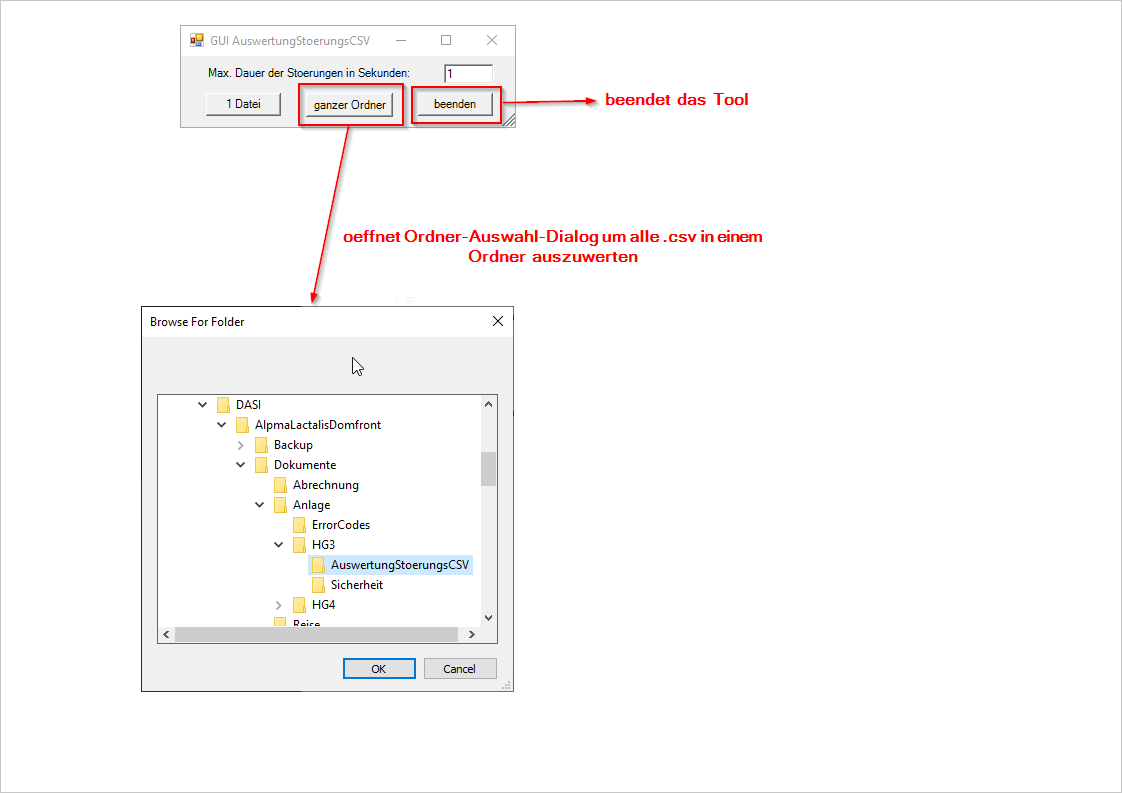 GUI AuswertungStoerungsCSV
Max. Dauer der Stoerungen in Sekunden: 1
1 Datei ganzer Ordner beenden
beendet das Tool
oeffnet Ordner-Auswahl-Dialog um alle .csv in einem
Ordner auszuwerten
Browse For Folder
DASI
AlpmaLactalisDomfront
Backup
Dokumente
Abrechnung
Anlage
ErrorCodes
HG3
AuswertungStoerungsCSV
Sicherheit
HG4
Reise
OK Cancel